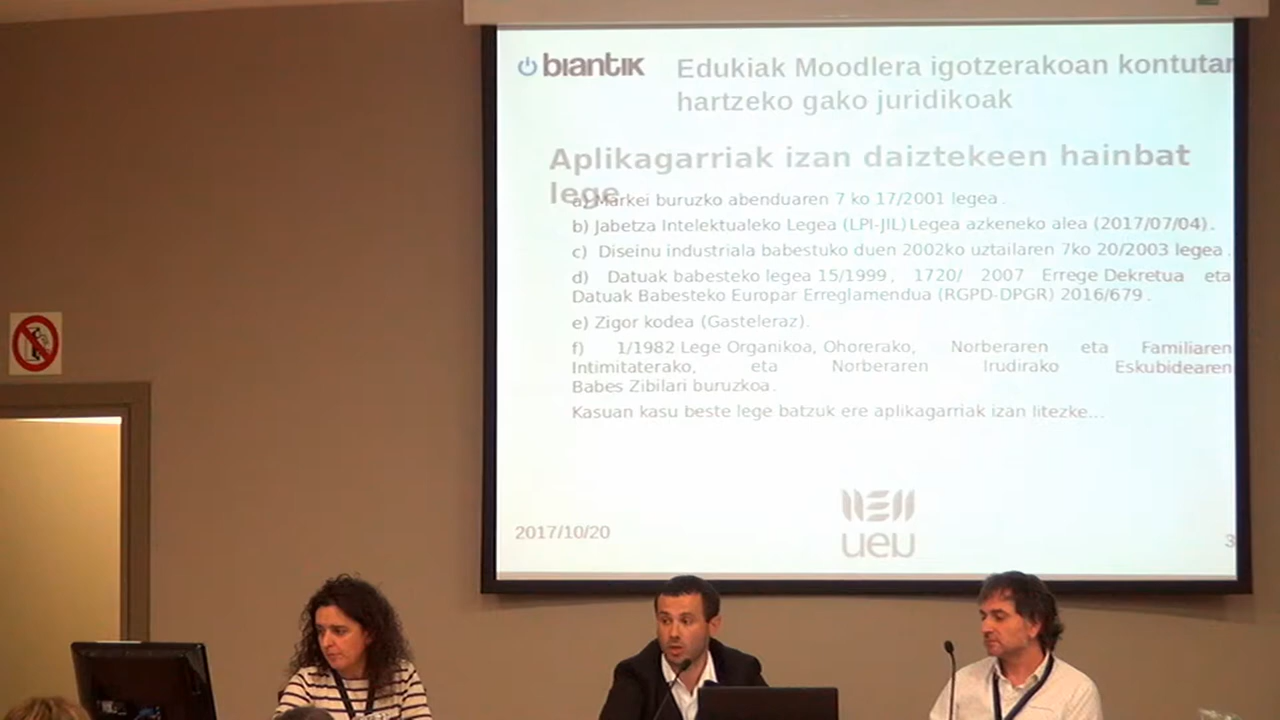 biantik
Edukiak Moodlera igotzerakoan kontutan
hartzeko gako juridikoak
Aplikagarriak izan daiztekeen hainbat
lege
a) Markei buruzko abenduaren 7 ko 17/2001 legea.
b) Jabetza Intelektualeko Legea (LPI-JIL) Legea azkeneko alea (2017/07/04).
c) Diseinu industriala babestuko duen 2002ko uztailaren 7ko 20/2003 legea.
d) Datuak babesteko legea 15/1999, 1720/ 2007 Errege Dekretua eta
Datuak Babesteko Europar Erreglamendua (RGPD-DPGR) 2016/679.
e) Zigor kodea (Gasteleraz).
f) 1/1982 Lege Organikoa, Ohorerako, Norberaren eta Familiaren
Intimitaterako, eta Norberaren Irudirako Eskubidearen
Babes Zibilari buruzkoa.
Kasuan kasu beste lege batzuk ere aplikagarriak izan litezke...
2017/10/20
ueu
3